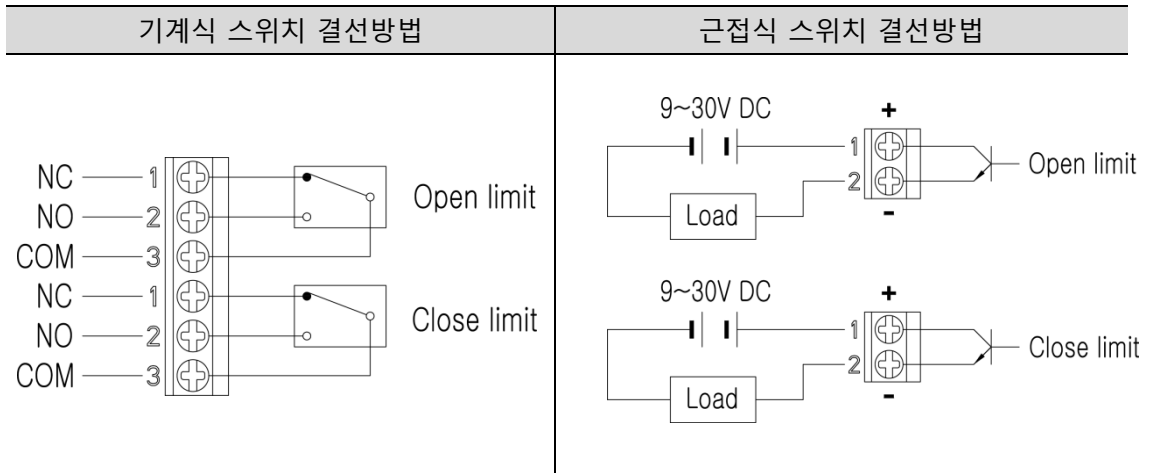 기계식 스위치 결선방법
근접식 스위치 결선방법
NC 1
NO 2
COM 3
Open limit
NC 1
NO 2
COM 3
Close limit
9~30V DC
+
1
2
-
Load
Open limit
9~30V DC
+
1
2
-
Load
Close limit